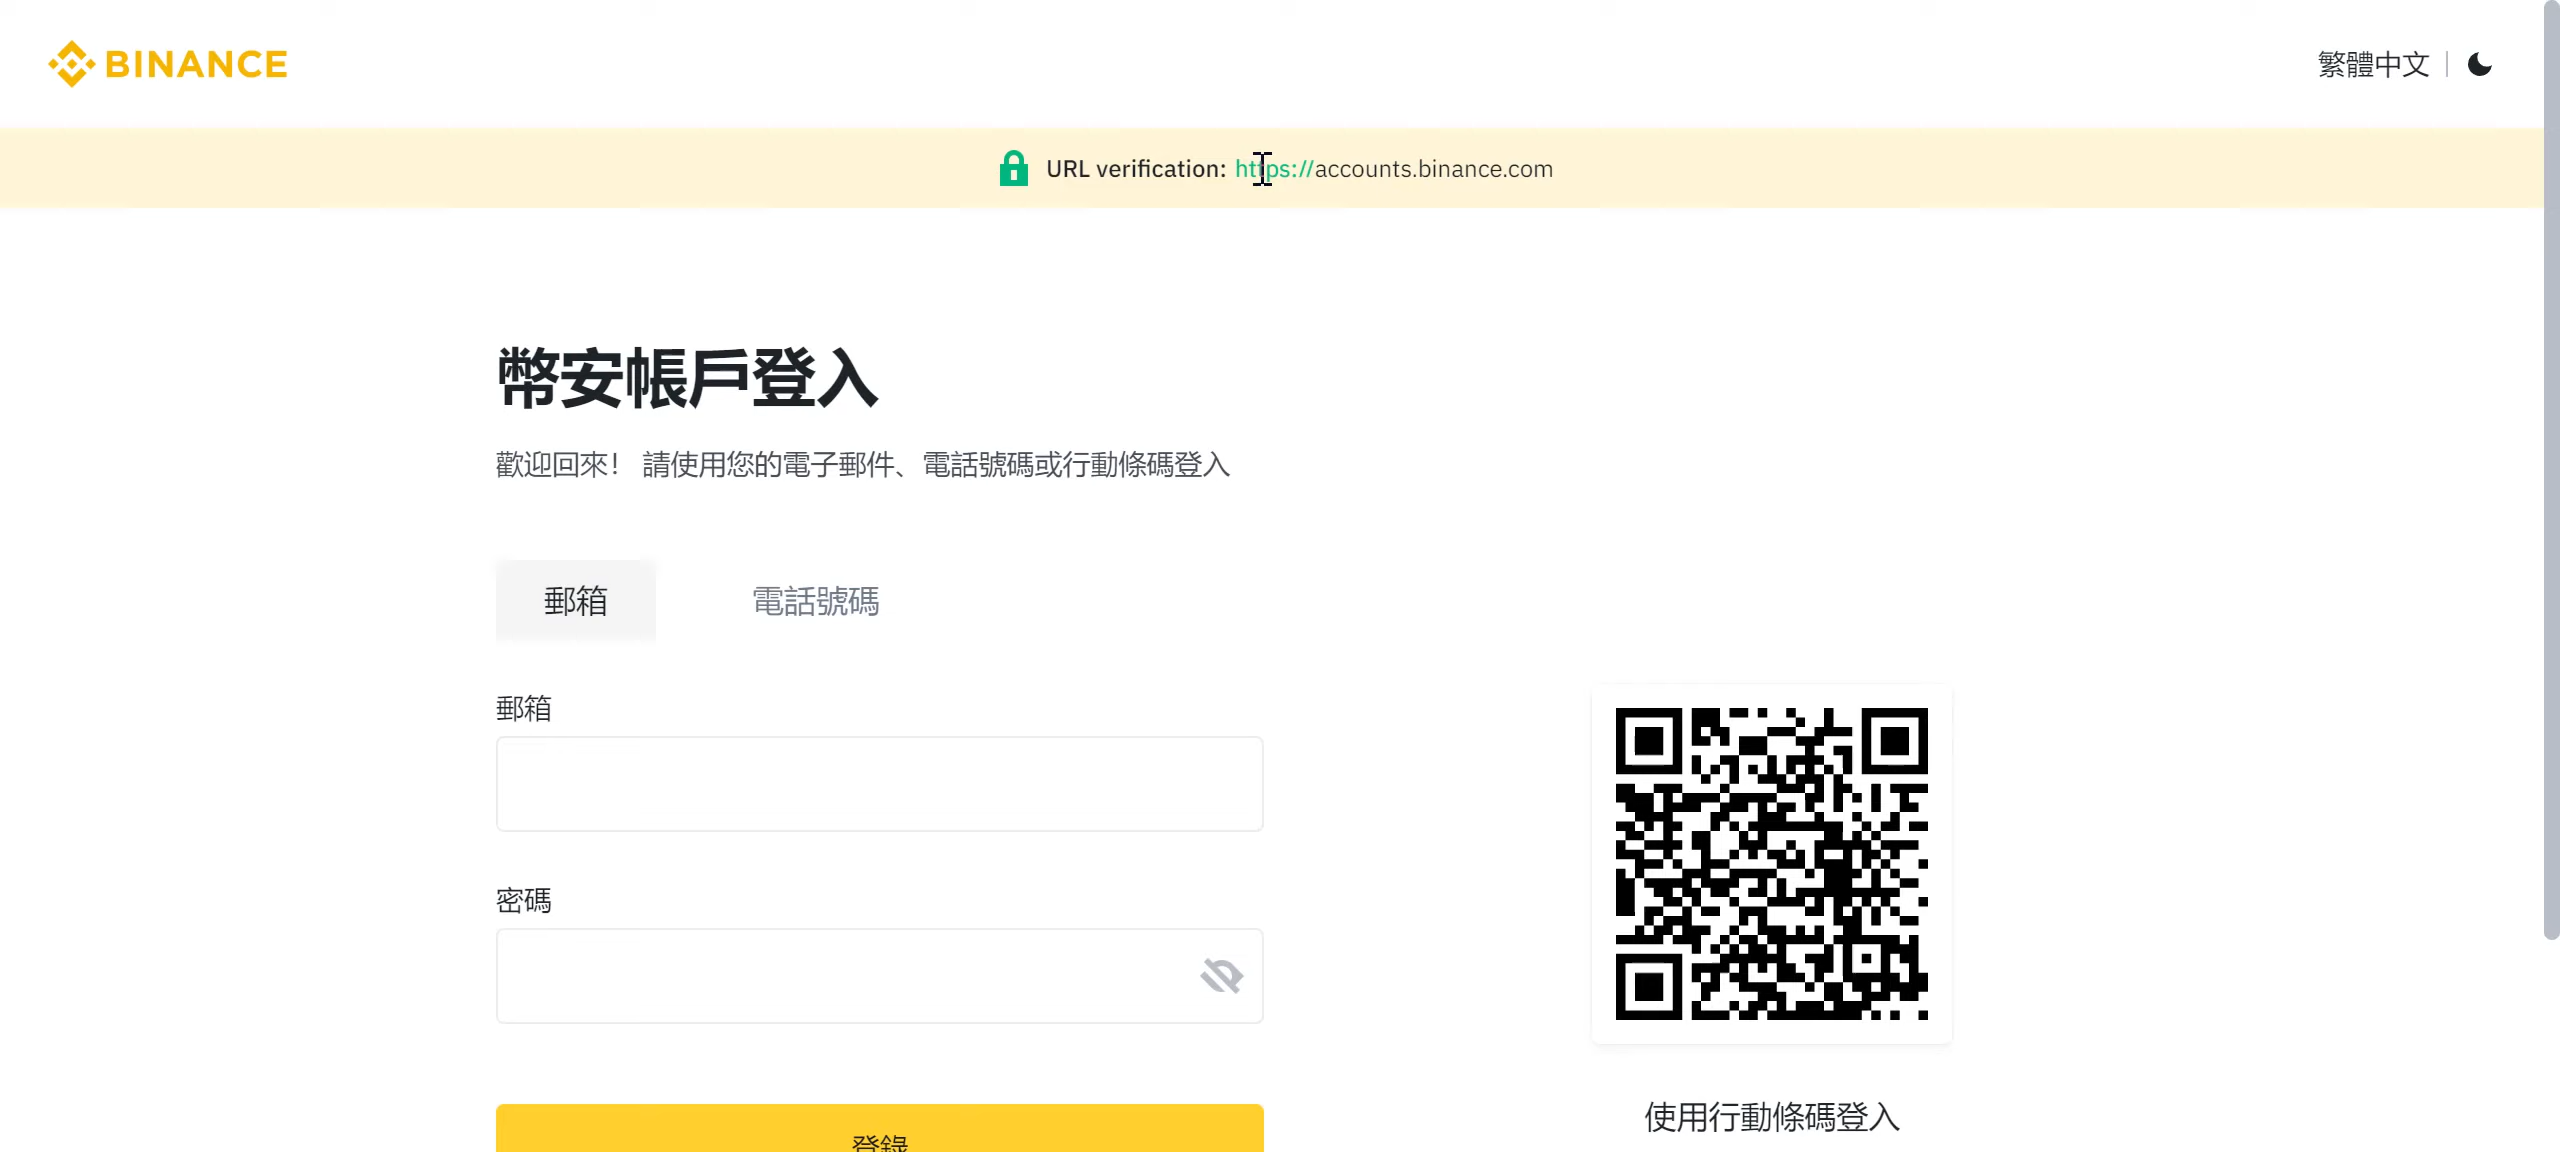 BINANCE
繁體中文
URL verification: https://accounts.binance.com
幣安帳戶登入
歡迎回來! 請使用您的電子郵件、電話號碼或行動條碼登入
郵箱
電話號碼
郵箱
密碼
登錄
使用行動條碼登入